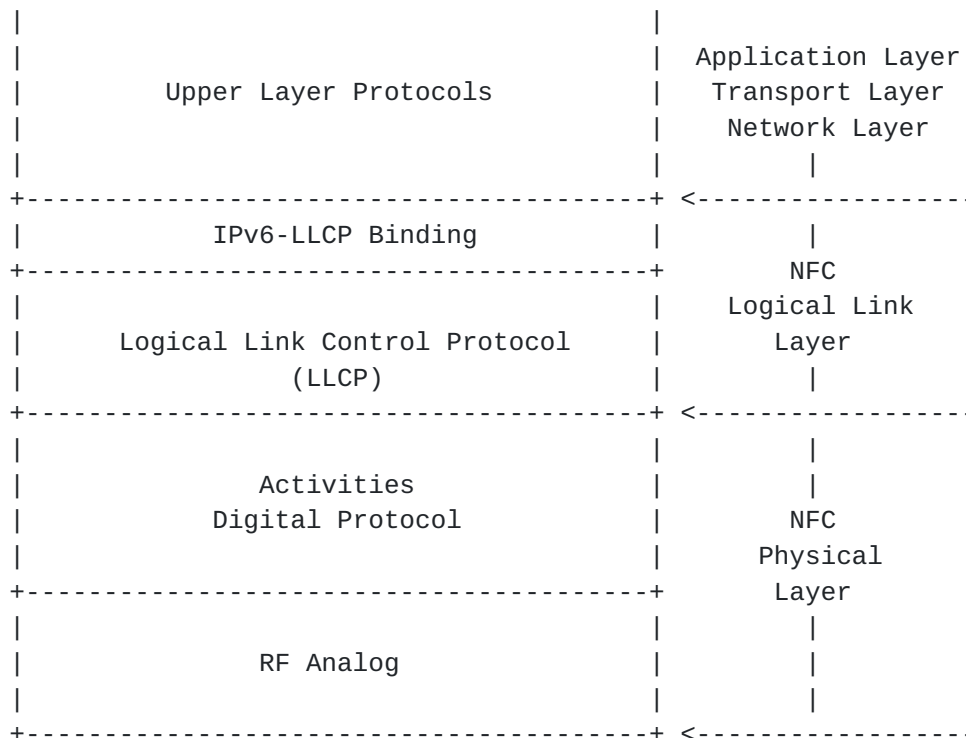 |                                        |  Application Layer
|         Upper Layer Protocols          |   Transport Layer
|                                        |    Network Layer
|                                        |         |
+----------------------------------------+ <------------------
|            IPv6-LLCP Binding           |         |
+----------------------------------------+        NFC
|                                        |    Logical Link
|      Logical Link Control Protocol     |       Layer
|                 (LLCP)                 |         |
+----------------------------------------+ <------------------
|                                        |         |
|               Activities               |         |
|            Digital Protocol            |        NFC
|                                        |      Physical
+----------------------------------------+       Layer
|                                        |         |
|               RF Analog                |         |
|                                        |         |
+----------------------------------------+ <------------------